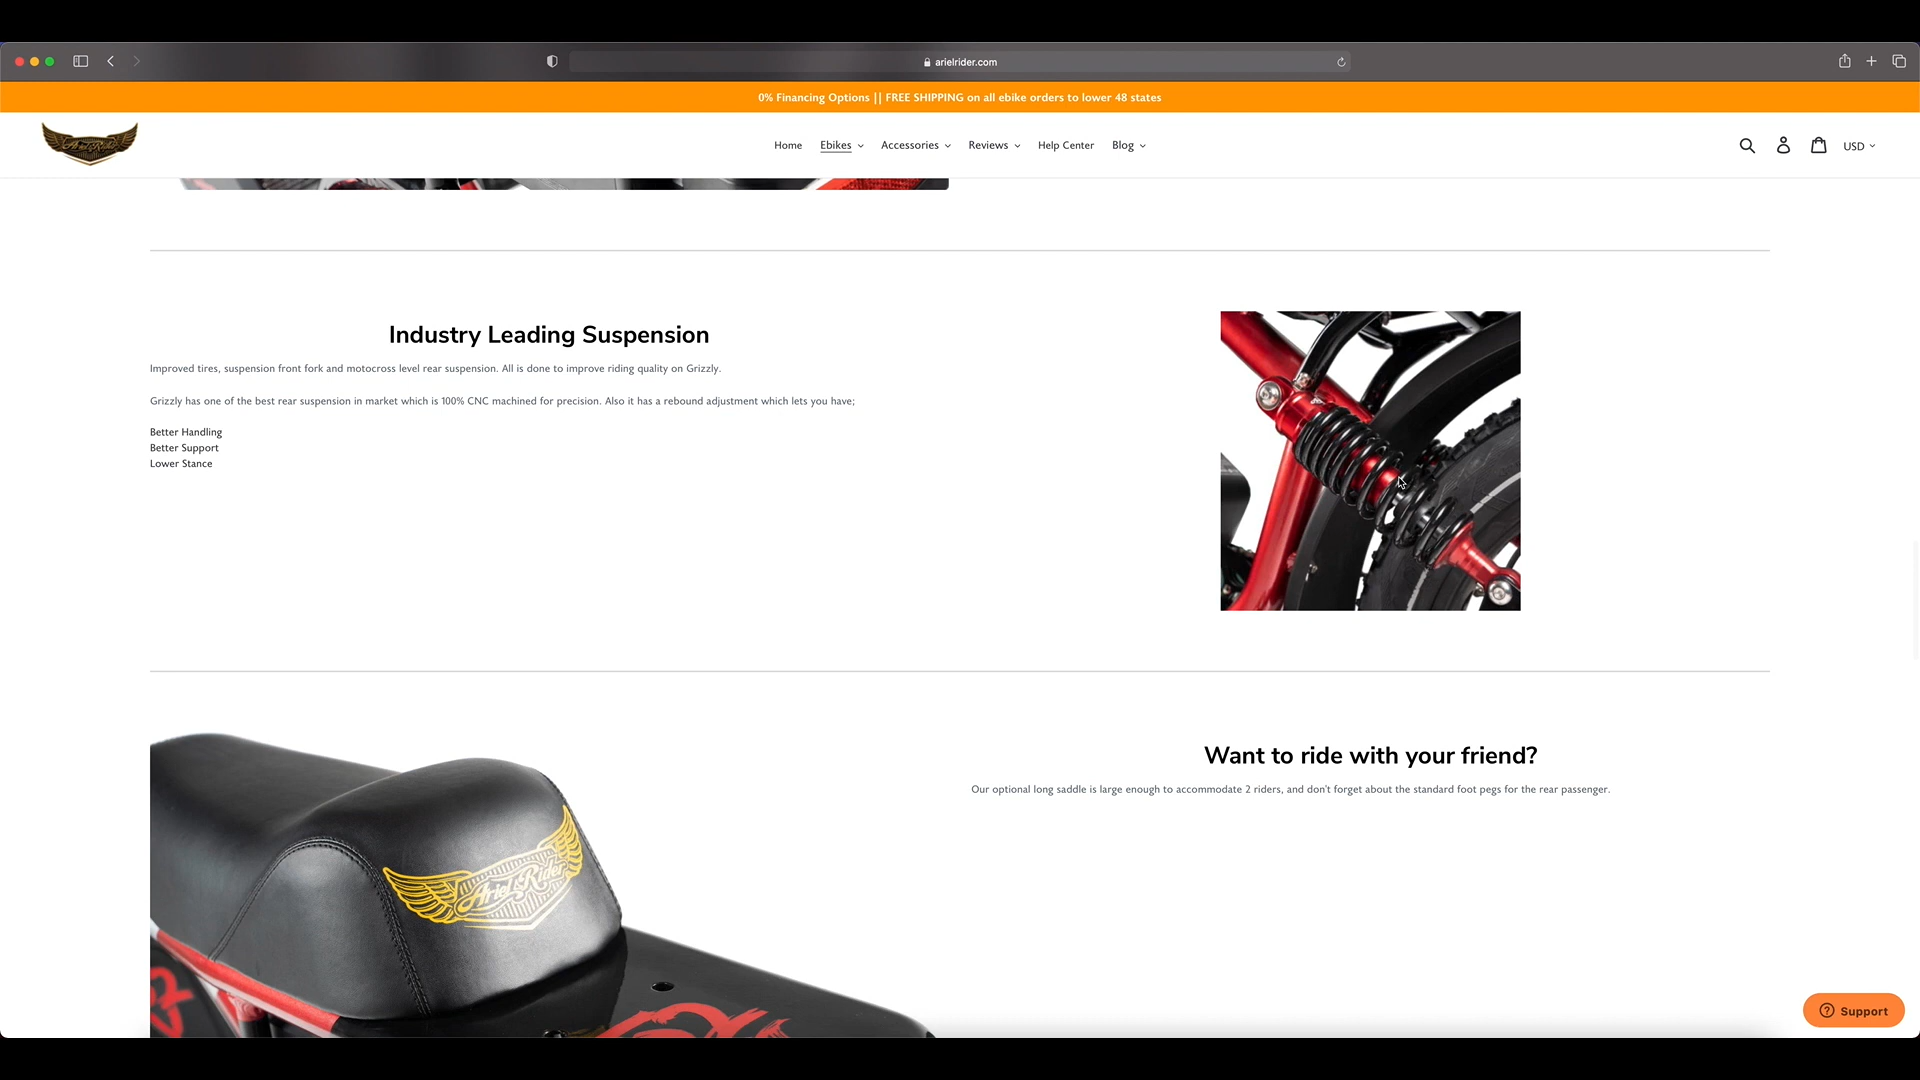 arielrider.com
0% Financing Options || FREE SHIPPING on all ebike orders to lower 48 states
Ariel Rider
Home
Ebikes
Accessories
Reviews
Help Center
Blog
USD
Industry Leading Suspension
Improved tires, suspension front fork and motocross level rear suspension. All is done to improve riding quality on Grizzly.
Grizzly has one of the best rear suspension in market which is 100% CNC machined for precision. Also it has a rebound adjustment which lets you have;
Better Handling
Better Support
Lower Stance
Want to ride with your friend?
Our optional long saddle is large enough to accommodate 2 riders, and don't forget about the standard foot pegs for the rear passenger.
Ariel Rider
Support